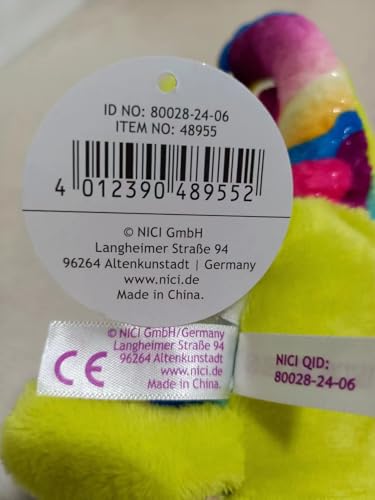 ID NO: 80028-24-06
ITEM NO: 48955
4 012390 489552
© NICI GmbH
Langheimer Straße 94
96264 Altenkunstadt | Germany
www.nici.de
Made in China.
CE
© NICI GmbH/Germany
Langheimer Straße 94
96264 Altenkunstadt
www.nici.de
Made in China.
NICI QID:
80028-24-06